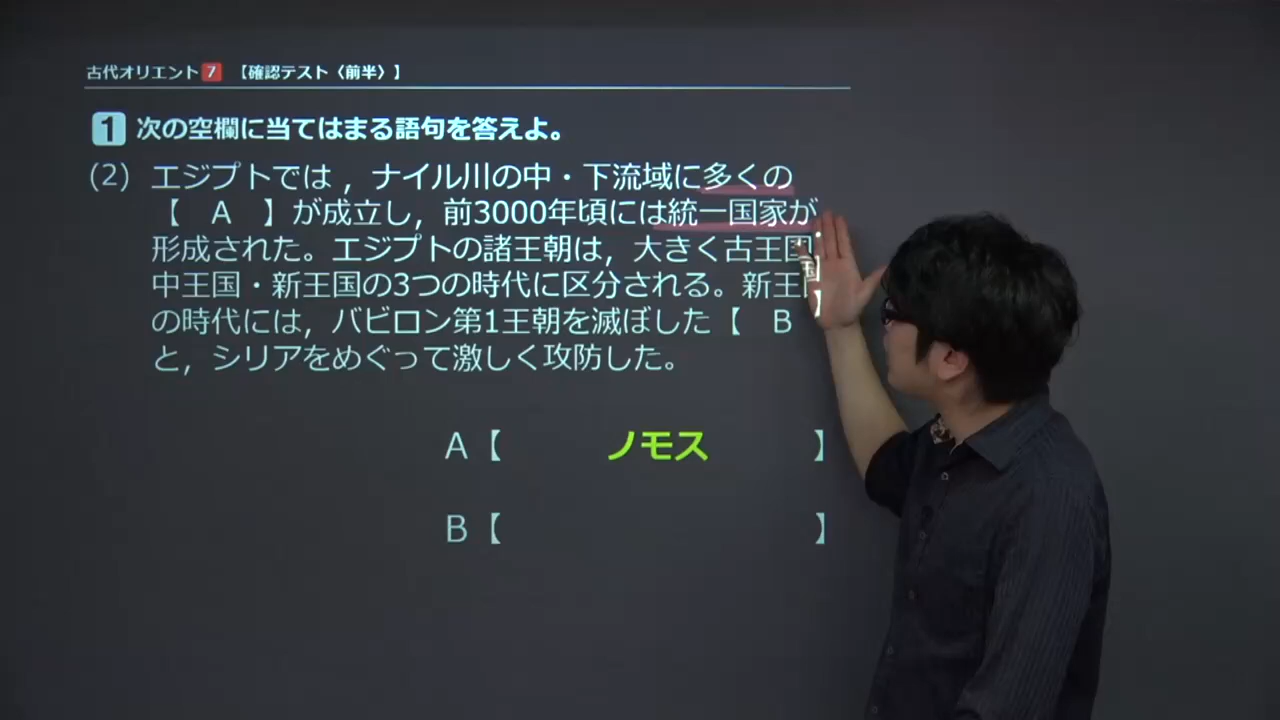 古代オリエント7 【確認テスト〈前半〉】
1 次の空欄に当てはまる語句を答えよ。
(2) エジプトでは，ナイル川の中・下流域に多くの
【 A 】が成立し，前3000年頃には統一国家が
形成された。エジプトの諸王朝は，大きく古王国・
中王国・新王国の3つの時代に区分される。新王国
の時代には，バビロン第1王朝を滅ぼした【 B 】
と，シリアをめぐって激しく攻防した。
A【 ノモス 】
B【 】